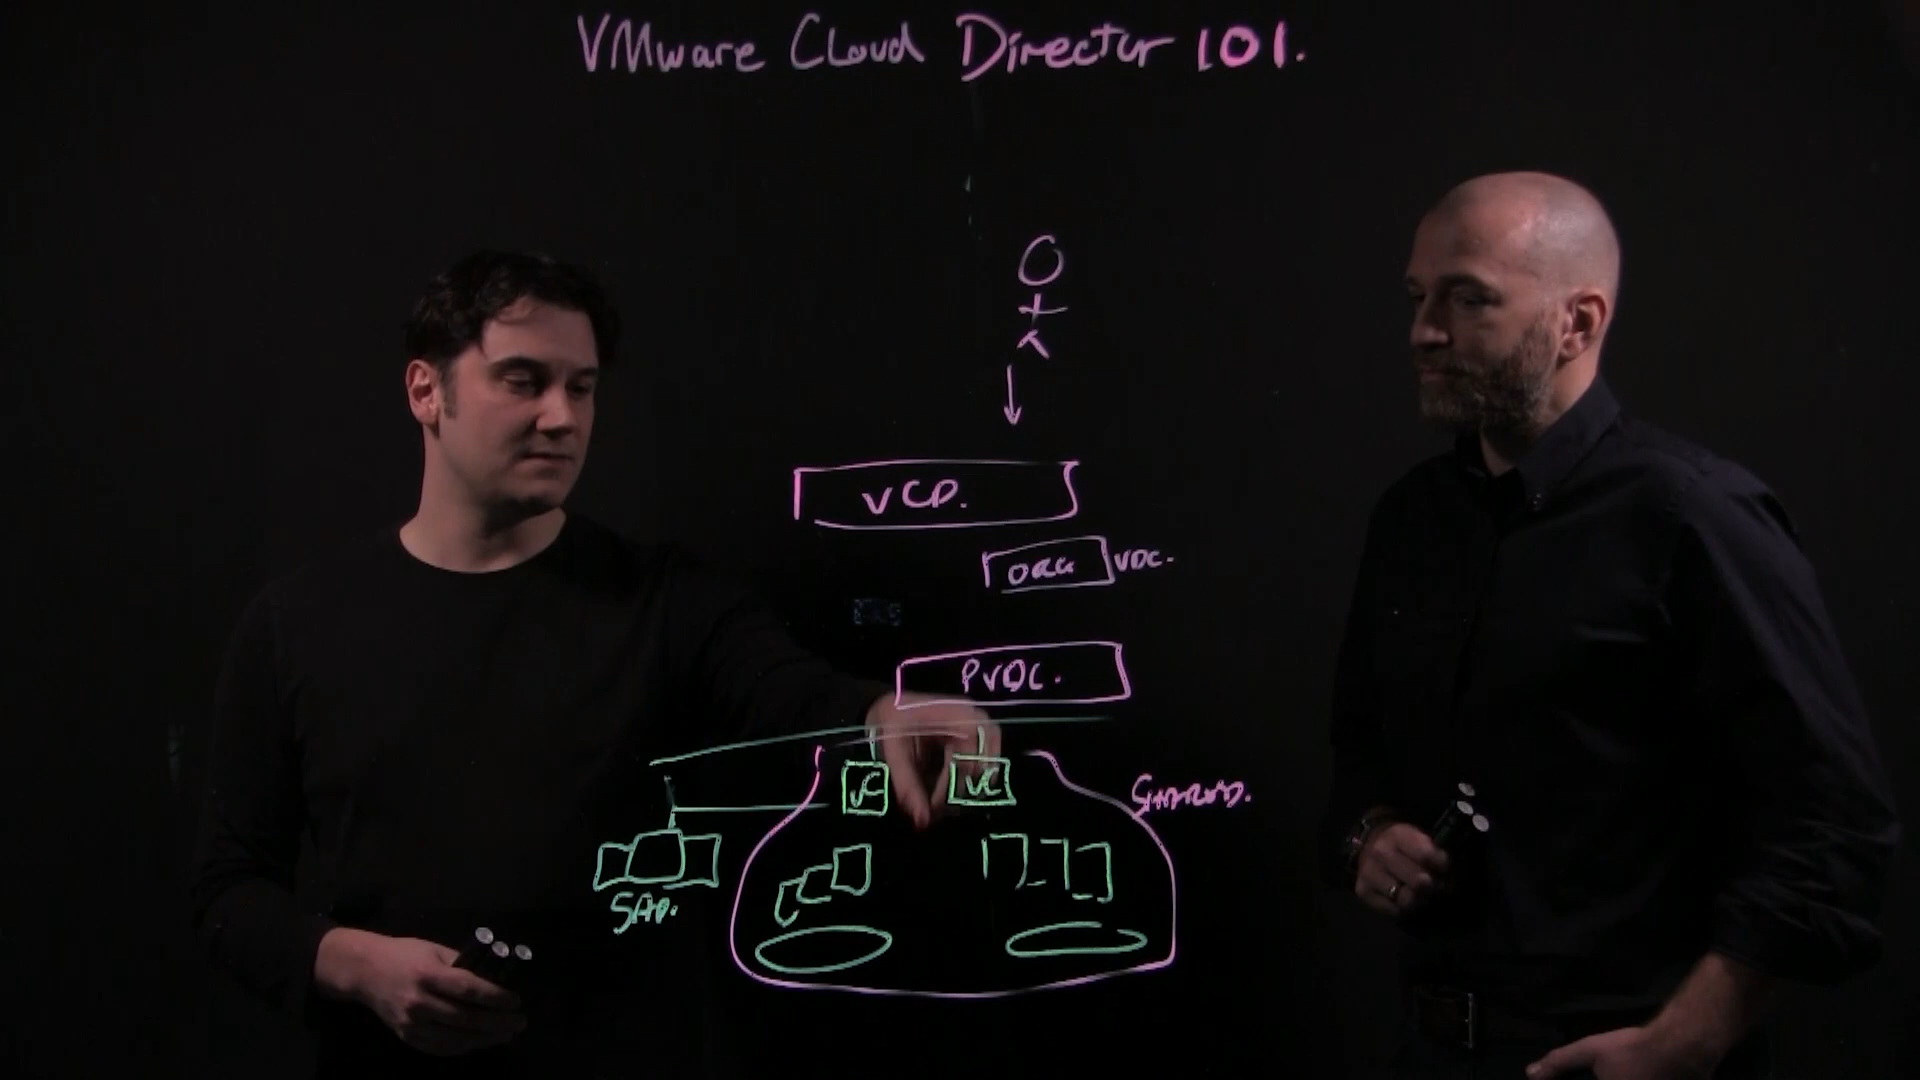 VMware Cloud Director 101.
VCD.
ORG VDC.
PVDC.
VC VC
SHARED.
SAP.